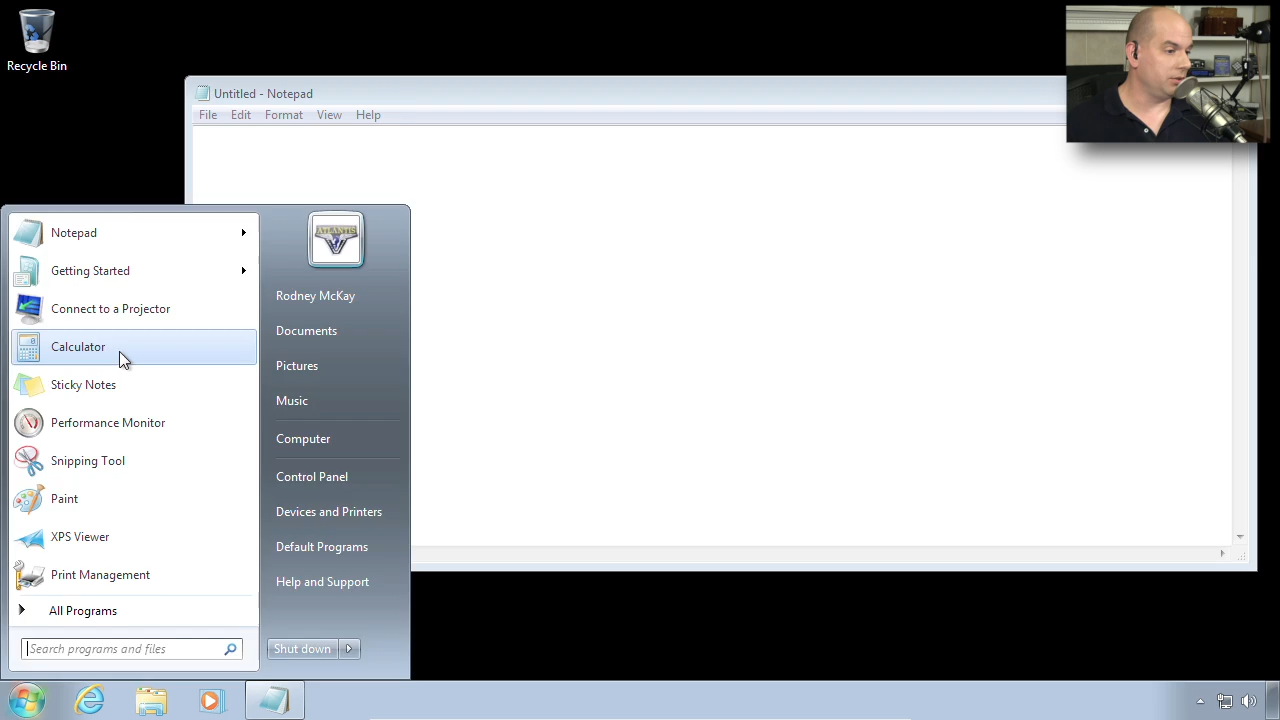 Recycle Bin
Untitled - Notepad
File Edit Format View Help
Notepad
Getting Started
Connect to a Projector
Calculator
Sticky Notes
Performance Monitor
Snipping Tool
Paint
XPS Viewer
Print Management
All Programs
Search programs and files
ATLANTIS
Rodney McKay
Documents
Pictures
Music
Computer
Control Panel
Devices and Printers
Default Programs
Help and Support
Shut down